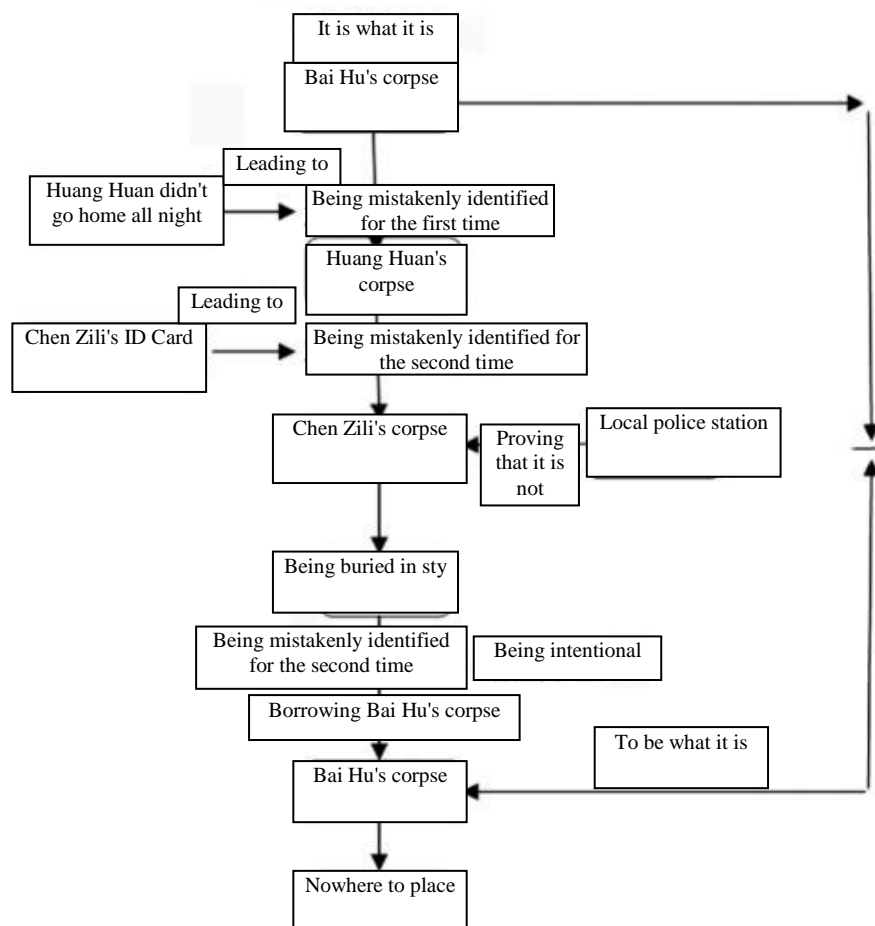 It is what it is
Bai Hu's corpse
Leading to
Huang Huan didn't
go home all night
Being mistakenly identified
for the first time
Huang Huan's
corpse
Leading to
Chen Zili's ID Card
Being mistakenly identified for
the second time
Chen Zili's corpse
Proving
that it is
not
Local police station
Being buried in sty
Being mistakenly identified
for the second time
Being intentional
Borrowing Bai Hu's corpse
To be what it is
Bai Hu's corpse
Nowhere to place